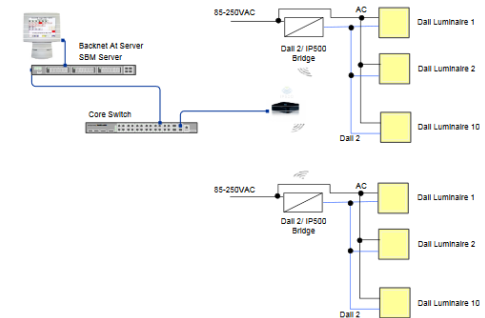 85-250VAC
AC
Dali Luminaire 1
Dali 2/ IP500
Bridge
Dali Luminaire 2
Dali Luminaire 10
Dali 2
Backnet At Server
SBM Server
Core Switch
85-250VAC
AC
Dali Luminaire 1
Dali 2/ IP500
Bridge
Dali Luminaire 2
Dali Luminaire 10
Dali 2